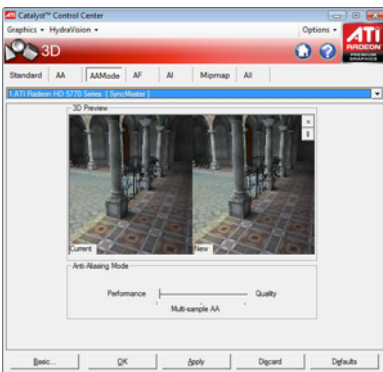 Catalyst™ Control Center
Graphics HydraVision Options
3D
ATI
RADEON
PREMIUM
GRAPHICS
Standard AA AAMode AF AI Mipmap All
1.ATI Radeon HD 5770 Series [ SyncMaster ]
3D Preview
x
II
Current New
Anti-Aliasing Mode
Performance Quality
Multi-sample AA
Basic... OK Apply Discard Defaults